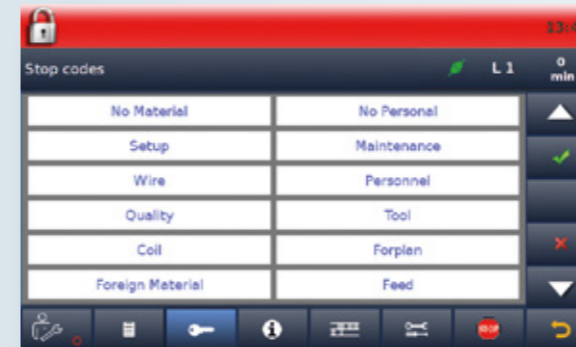 Stop codes
L 1
0
min
No Material
No Personal
Setup
Maintenance
Wire
Personnel
Quality
Tool
Coil
Forplan
Foreign Material
Feed
STOP